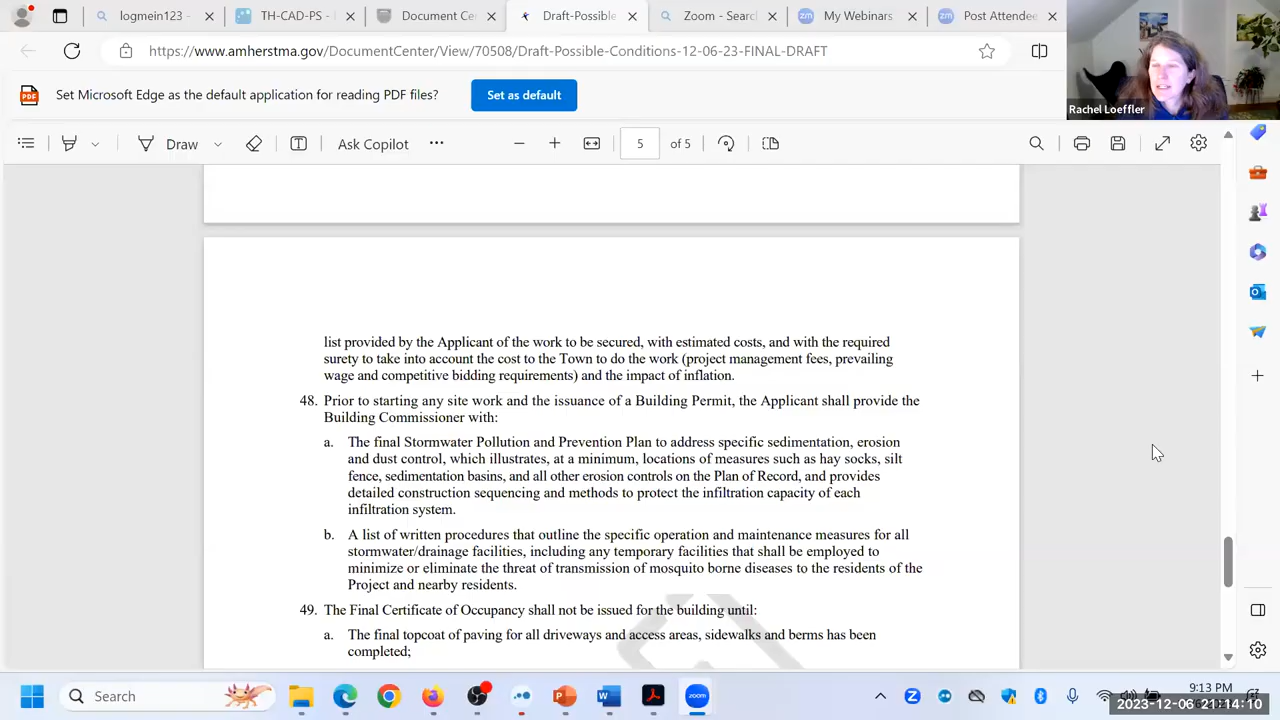 logmein123 -
TH-CAD-PS -
Document Ce
Draft-Possible
Zoom - Searc
My Webinars
Post Attendee
https://www.amherstma.gov/DocumentCenter/View/70508/Draft-Possible-Conditions-12-06-23-FINAL-DRAFT
Rachel Loeffler
Set Microsoft Edge as the default application for reading PDF files?
Set as default
Draw
Ask Copilot
5 of 5
list provided by the Applicant of the work to be secured, with estimated costs, and with the required
surety to take into account the cost to the Town to do the work (project management fees, prevailing
wage and competitive bidding requirements) and the impact of inflation.
48. Prior to starting any site work and the issuance of a Building Permit, the Applicant shall provide the
Building Commissioner with:
a. The final Stormwater Pollution and Prevention Plan to address specific sedimentation, erosion
and dust control, which illustrates, at a minimum, locations of measures such as hay socks, silt
fence, sedimentation basins, and all other erosion controls on the Plan of Record, and provides
detailed construction sequencing and methods to protect the infiltration capacity of each
infiltration system.
b. A list of written procedures that outline the specific operation and maintenance measures for all
stormwater/drainage facilities, including any temporary facilities that shall be employed to
minimize or eliminate the threat of transmission of mosquito borne diseases to the residents of the
Project and nearby residents.
49. The Final Certificate of Occupancy shall not be issued for the building until:
a. The final topcoat of paving for all driveways and access areas, sidewalks and berms has been
completed;
Search
zoom
9:13 PM
2023-12-06 21:14:10